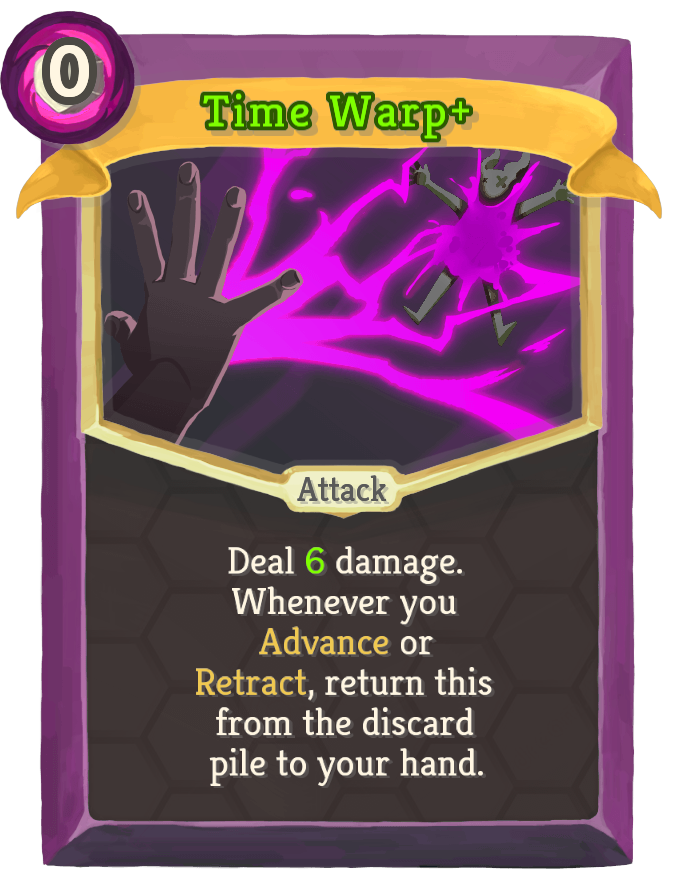 0
Time Warp+
Attack
Deal 6 damage.
Whenever you
Advance or
Retract, return this
from the discard
pile to your hand.